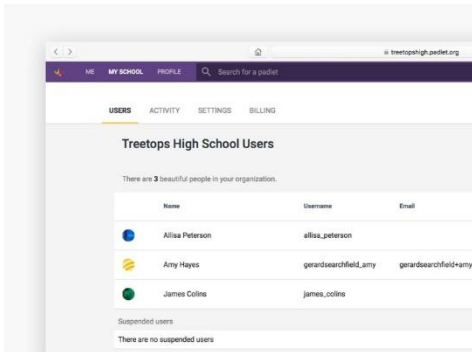 treetopshigh.padlet.org
ME MY SCHOOL PROFILE Search for a padlet
USERS ACTIVITY SETTINGS BILLING
Treetops High School Users
There are 3 beautiful people in your organization.
Name Username Email
Allisa Peterson allisa_peterson
Amy Hayes gerardsearchfield_amy gerardsearchfield+amy
James Colins james_colins
Suspended users
There are no suspended users